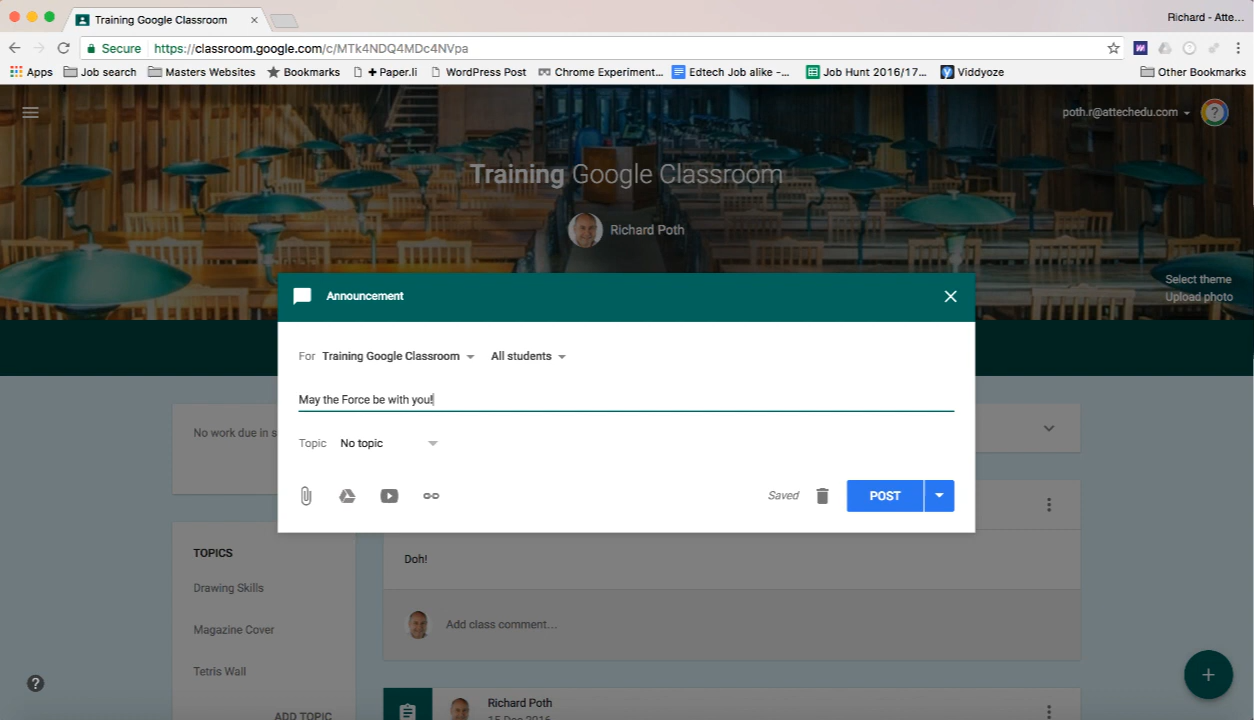 Training Google Classroom
Richard - Atte...
Secure https://classroom.google.com/c/MTk4NDQ4MDc4NVpa
Apps Job search Masters Websites Bookmarks + Paper.li WordPress Post Chrome Experiment... Edtech Job alike -... Job Hunt 2016/17... Viddyoze Other Bookmarks
poth.r@attechedu.com
Training Google Classroom
Richard Poth
Select theme
Upload photo
Announcement
For Training Google Classroom All students
May the Force be with you!
No work due in s
Topic No topic
Saved POST
TOPICS
Drawing Skills
Magazine Cover
Tetris Wall
ADD TOPIC
Doh!
Add class comment...
Richard Poth
15 Dec 2016